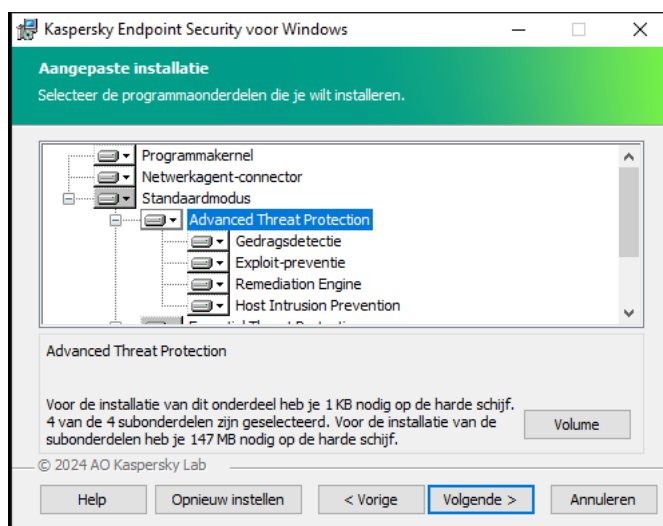 Kaspersky Endpoint Security voor Windows
Aangepaste installatie
Selecteer de programmaonderdelen die je wilt installeren.
Programmakernel
Netwerkagent-connector
Standaardmodus
Advanced Threat Protection
Gedragsdetectie
Exploit-preventie
Remediation Engine
Host Intrusion Prevention
Advanced Threat Protection
Voor de installatie van dit onderdeel heb je 1 KB nodig op de harde schijf.
4 van de 4 subonderdelen zijn geselecteerd. Voor de installatie van de
subonderdelen heb je 147 MB nodig op de harde schijf.
Volume
© 2024 AO Kaspersky Lab
Help
Opnieuw instellen
< Vorige
Volgende >
Annuleren